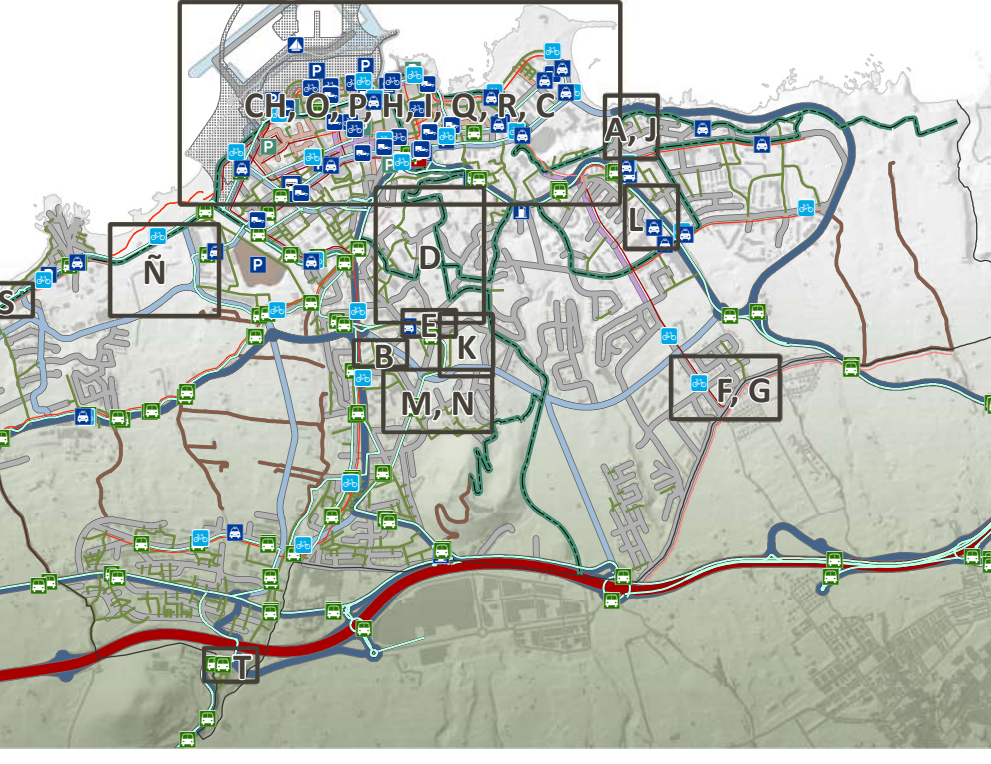 P
P
CH, O, P, H, I, Q, R, C
A, J
P
P
L
D
Ñ
P
S
E
K
B
F, G
M, N
T